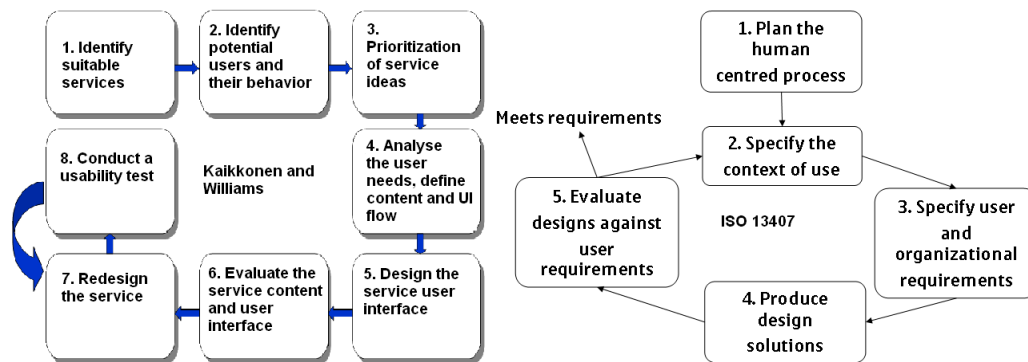 1. Identify
suitable
services
2. Identify
potential
users and
their behavior
3.
Prioritization
of service
ideas
4. Analyse
the user
needs, define
content and UI
flow
5. Design the
service user
interface
6. Evaluate the
service content
and user
interface
7. Redesign
the service
8. Conduct a
usability test
Kaikkonen and
Williams
1. Plan the
human
centred process
Meets requirements
2. Specify the
context of use
3. Specify user
and
organizational
requirements
4. Produce
design
solutions
5. Evaluate
designs against
user
requirements
ISO 13407